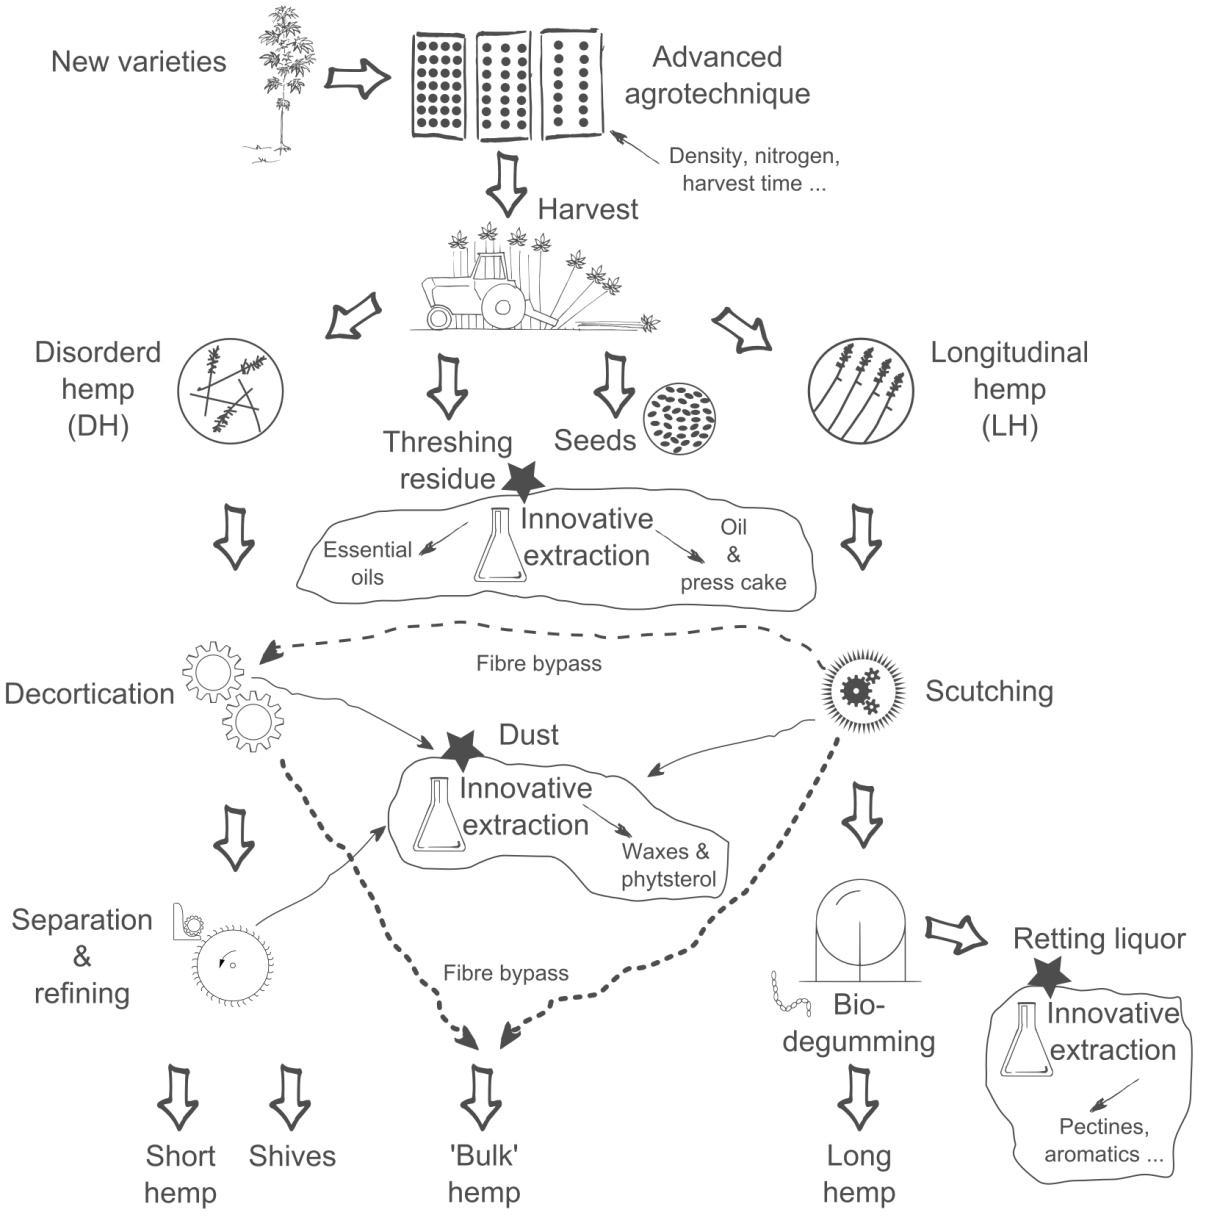 New varieties
Advanced
agrotechnique
Density, nitrogen,
harvest time ...
Harvest
Disorderd
hemp
(DH)
Longitudinal
hemp
(LH)
Threshing
residue
Seeds
Innovative
extraction
Essential
oils
Oil
&
press cake
Fibre bypass
Decortication
Scutching
Dust
Innovative
extraction
Waxes &
phytsterol
Separation
&
refining
Fibre bypass
Bio-
degumming
Retting liquor
Innovative
extraction
Pectines,
aromatics ...
Short
hemp
Shives
'Bulk'
hemp
Long
hemp